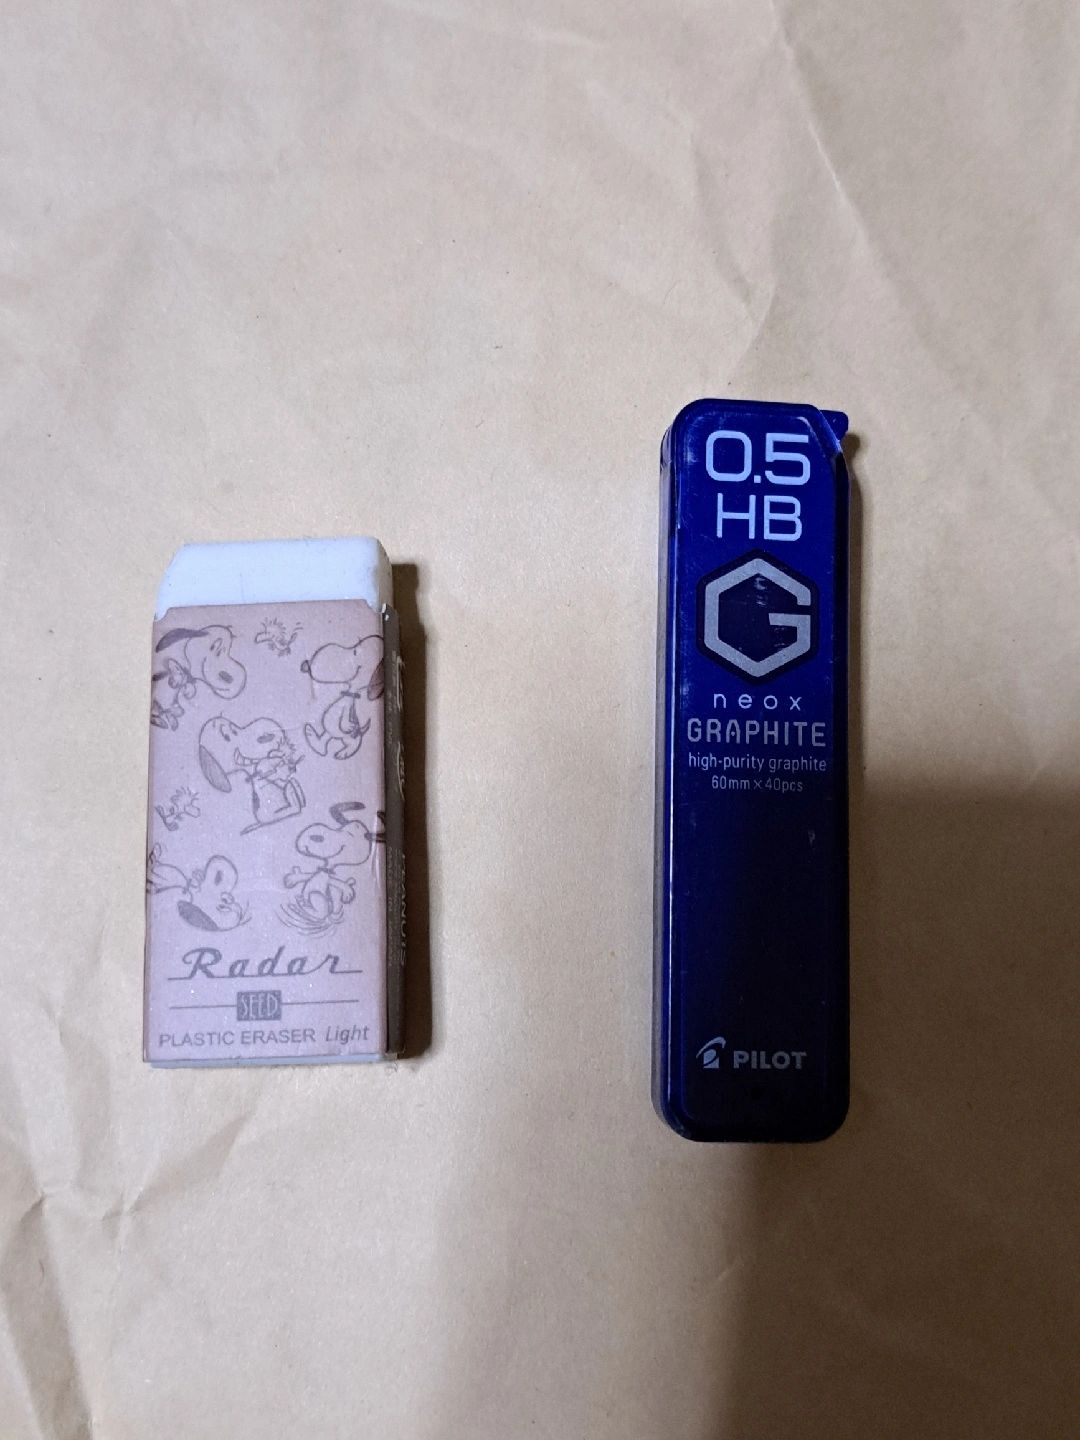 Radar
SEED
PLASTIC ERASER Light
0.5
HB
G
neox
GRAPHITE
high-purity graphite
60mm×40pcs
PILOT